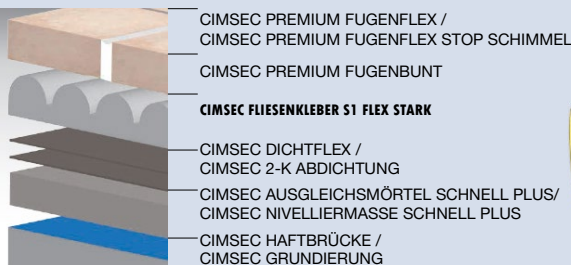 CIMSEC PREMIUM FUGENFLEX /
CIMSEC PREMIUM FUGENFLEX STOP SCHIMMEL
CIMSEC PREMIUM FUGENBUNT
CIMSEC FLIESENKLEBER S1 FLEX STARK
CIMSEC DICHTFLEX /
CIMSEC 2-K ABDICHTUNG
CIMSEC AUSGLEICHSMÖRTEL SCHNELL PLUS/
CIMSEC NIVELLIERMASSE SCHNELL PLUS
CIMSEC HAFTBRÜCKE /
CIMSEC GRUNDIERUNG